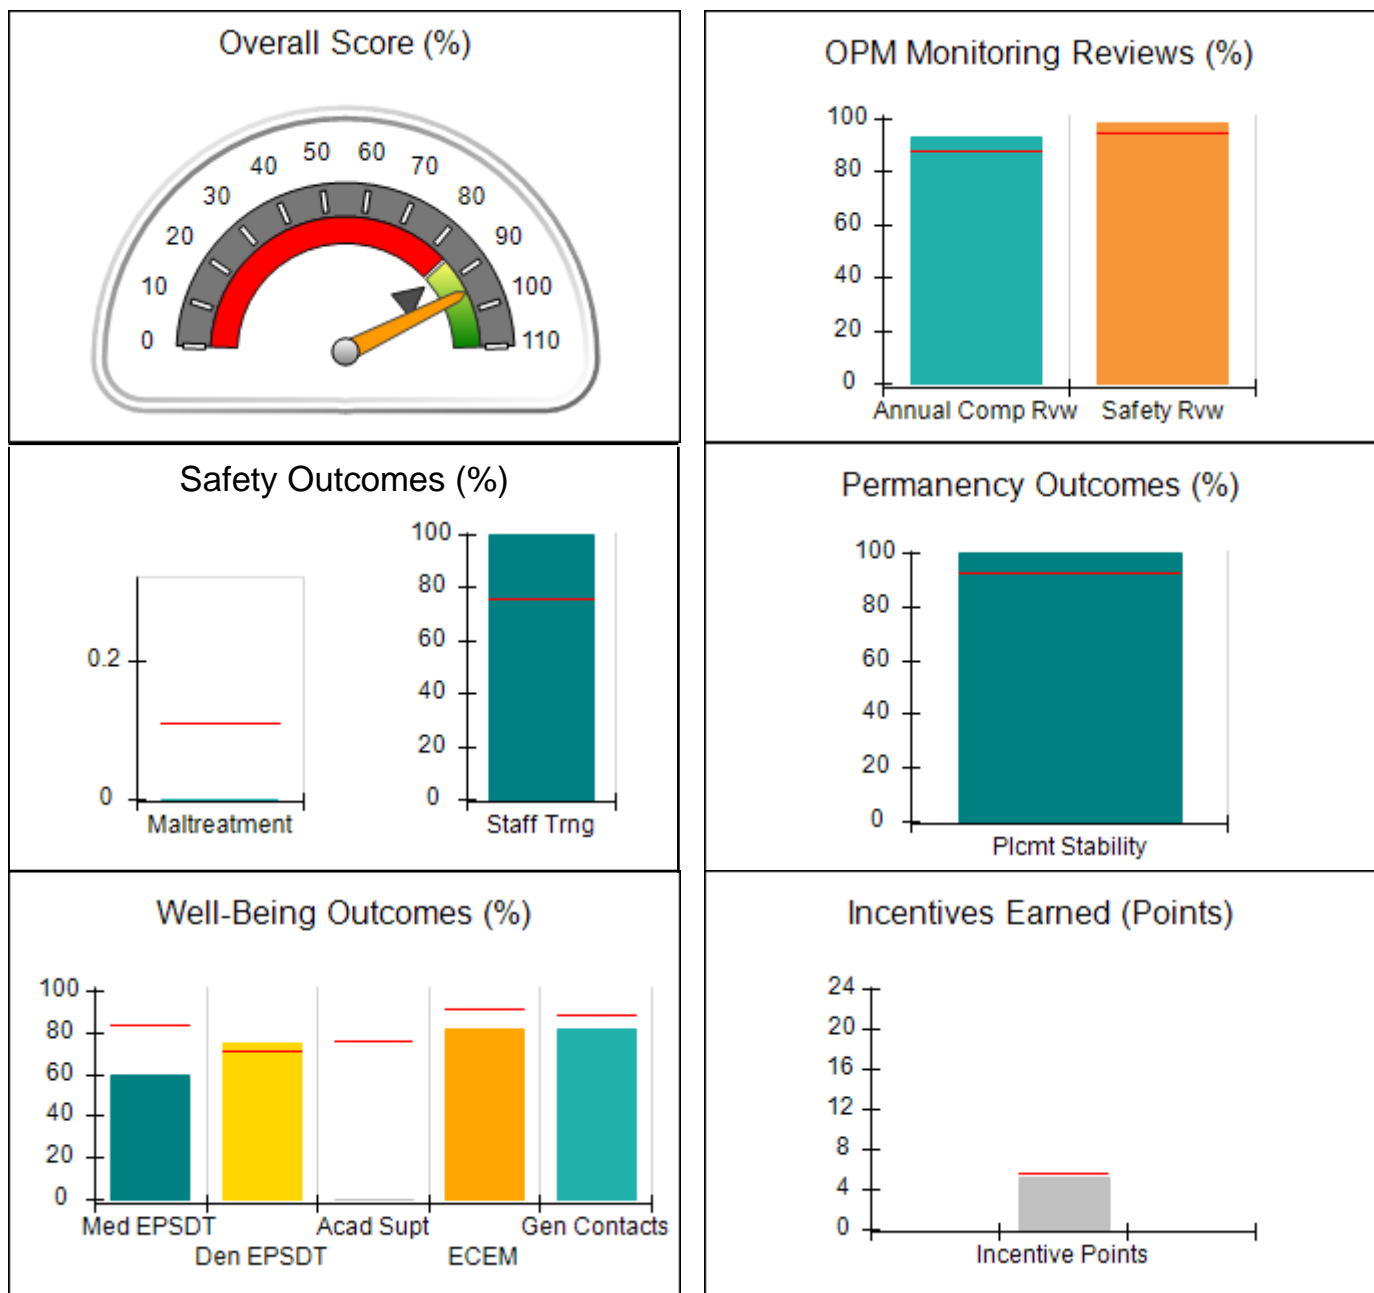 Overall Score (%)
0 10 20 30 40 50 60 70 80 90 100 110
OPM Monitoring Reviews (%)
100
80
60
40
20
0
Annual Comp Rvw Safety Rvw
Safety Outcomes (%)
0.2
0
Maltreatment
100
80
60
40
20
0
Staff Trng
Permanency Outcomes (%)
100
80
60
40
20
0
Plcmt Stability
Well-Being Outcomes (%)
100
80
60
40
20
0
Med EPSDT Acad Supt Gen Contacts
Den EPSDT ECEM
Incentives Earned (Points)
24
20
16
12
8
4
0
Incentive Points